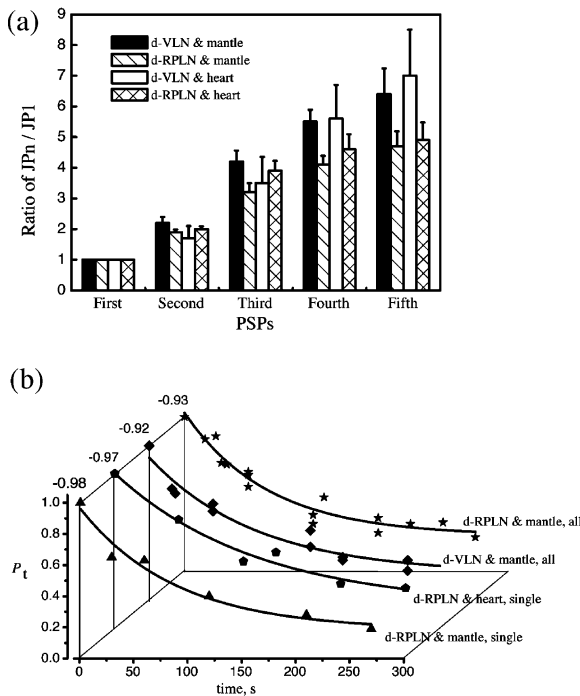 (a)
Ratio of JPn / JP1
9
8
7
6
5
4
3
2
1
0
d-VLN & mantle
d-RPLN & mantle
d-VLN & heart
d-RPLN & heart
First Second Third Fourth Fifth
PSPs
(b)
-0.93
-0.92
-0.97
-0.98
1.0
0.8
0.6
0.4
0.2
0.0
Pt
d-RPLN & mantle, all
d-VLN & mantle, all
d-RPLN & heart, single
d-RPLN & mantle, single
0 50 100 150 200 250 300
time, s